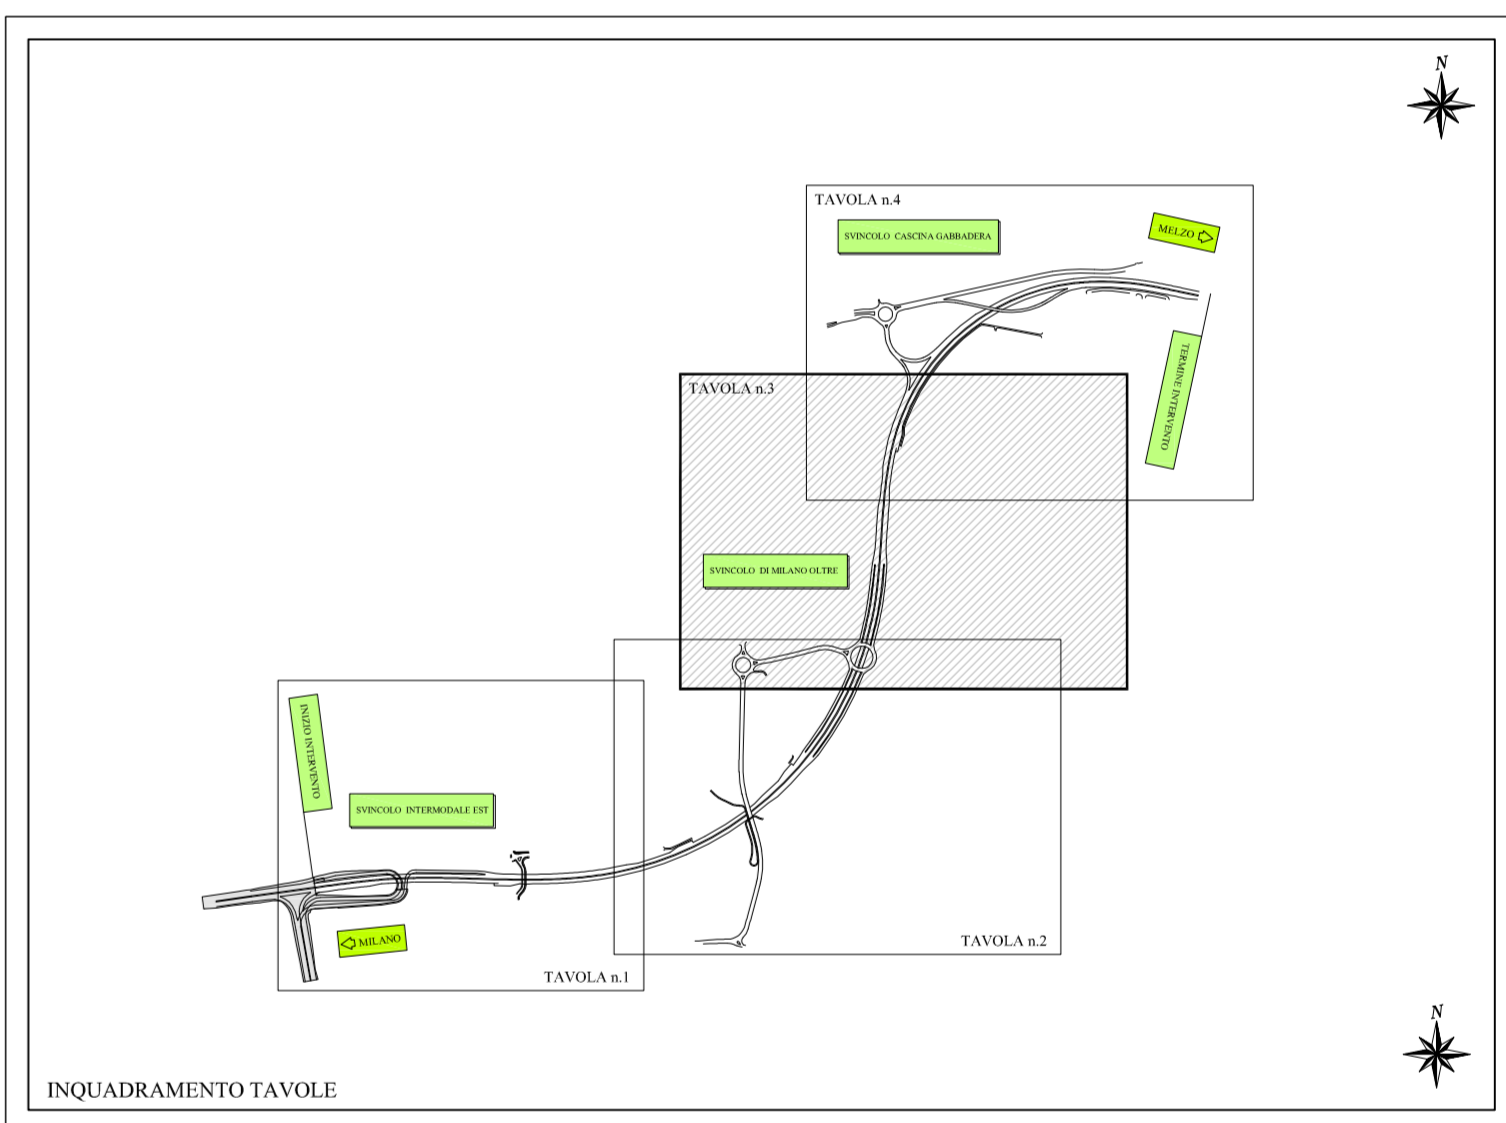 N
TAVOLA n.4
SVINCOLO CASCINA GABBADERA
MELZO
TERMINE INTERVENTO
TAVOLA n.3
SVINCOLO DI MILANO OLTRE
INIZIO INTERVENTO
SVINCOLO INTERMODALE EST
MILANO
TAVOLA n.2
TAVOLA n.1
N
INQUADRAMENTO TAVOLE